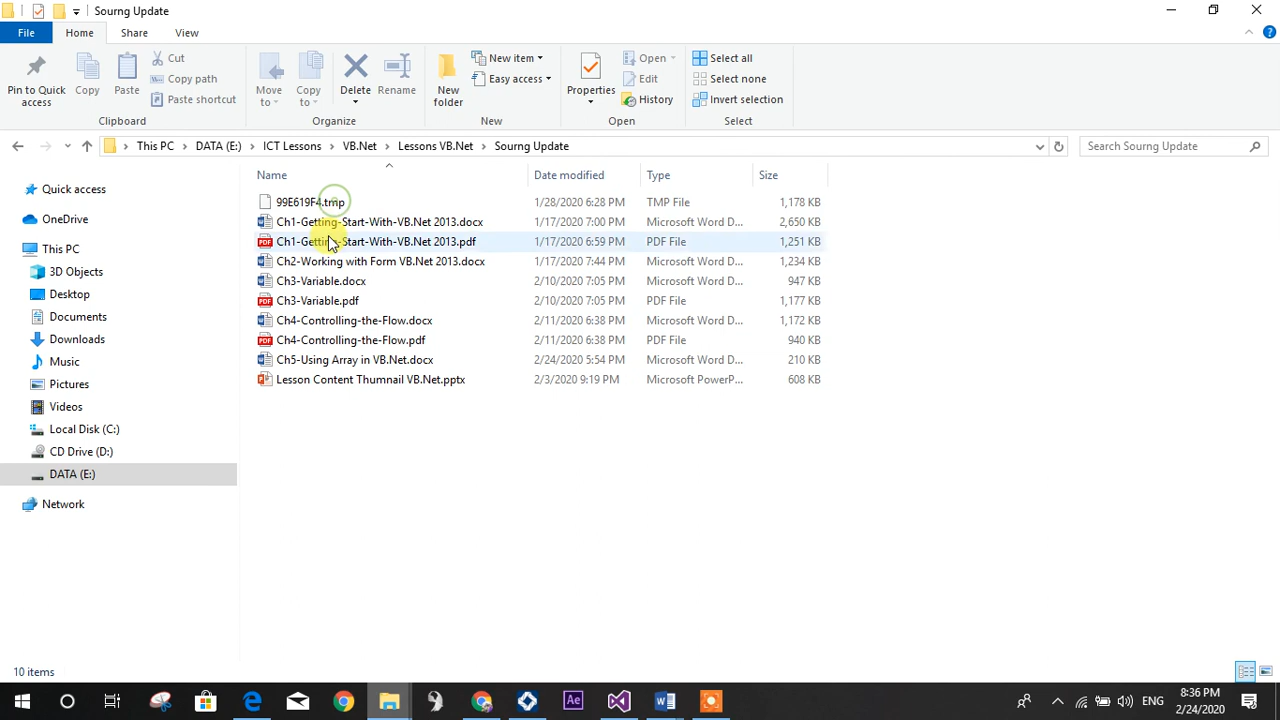 Sourng Update
File
Home
Share
View
Pin to Quick access
Copy
Paste
Cut
Copy path
Paste shortcut
Clipboard
Move to
Copy to
Delete
Rename
Organize
New folder
New item
Easy access
New
Properties
Open
Edit
History
Open
Select all
Select none
Invert selection
Select
This PC > DATA (E:) > ICT Lessons > VB.Net > Lessons VB.Net > Sourng Update
Search Sourng Update
Name Date modified Type Size
Quick access
OneDrive
This PC
3D Objects
Desktop
Documents
Downloads
Music
Pictures
Videos
Local Disk (C:)
CD Drive (D:)
DATA (E:)
Network
99E619F4.tmp 1/28/2020 6:28 PM TMP File 1,178 KB
Ch1-Getting-Start-With-VB.Net 2013.docx 1/17/2020 7:00 PM Microsoft Word D... 2,650 KB
Ch1-Getting-Start-With-VB.Net 2013.pdf 1/17/2020 6:59 PM PDF File 1,251 KB
Ch2-Working with Form VB.Net 2013.docx 1/17/2020 7:44 PM Microsoft Word D... 1,234 KB
Ch3-Variable.docx 2/10/2020 7:05 PM Microsoft Word D... 947 KB
Ch3-Variable.pdf 2/10/2020 7:05 PM PDF File 1,177 KB
Ch4-Controlling-the-Flow.docx 2/11/2020 6:38 PM Microsoft Word D... 1,172 KB
Ch4-Controlling-the-Flow.pdf 2/11/2020 6:38 PM PDF File 940 KB
Ch5-Using Array in VB.Net.docx 2/24/2020 5:54 PM Microsoft Word D... 210 KB
Lesson Content Thumnail VB.Net.pptx 2/3/2020 9:19 PM Microsoft PowerP... 608 KB
10 items
ENG
8:36 PM
2/24/2020